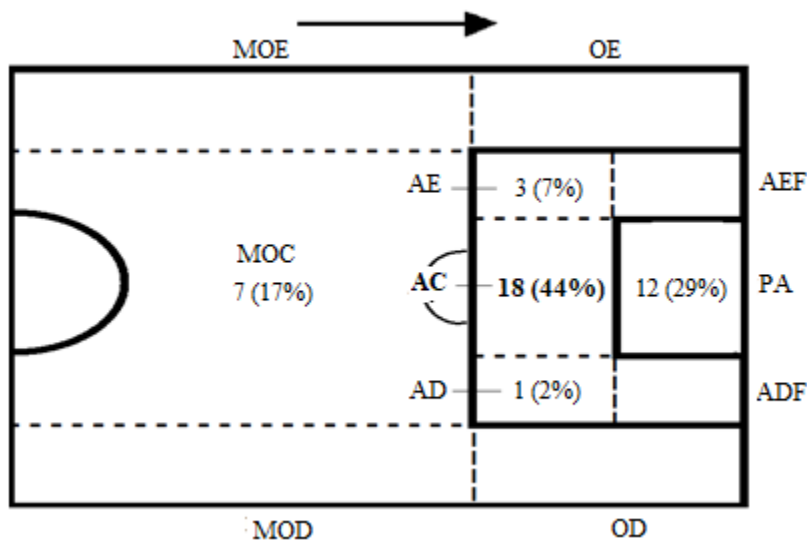 MOE
OE
AE
3 (7%)
AEF
MOC
7 (17%)
AC
18 (44%)
12 (29%)
PA
AD
1 (2%)
ADF
MOD
OD